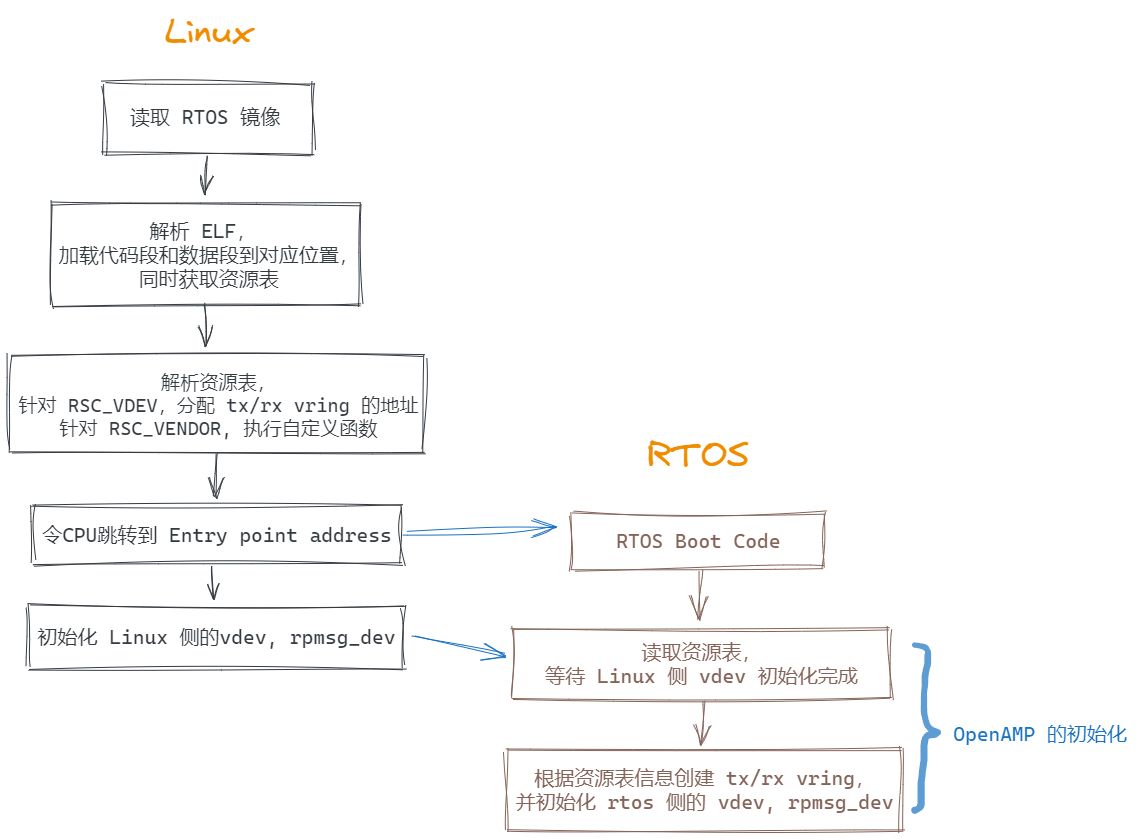 Linux
读取 RTOS 镜像
解析 ELF,
加载代码段和数据段到对应位置，
同时获取资源表
解析资源表，
针对 RSC_VDEV，分配 tx/rx vring 的地址
针对 RSC_VENDOR, 执行自定义函数
RTOS
令CPU跳转到 Entry point address
RTOS Boot Code
初始化 Linux 侧的vdev, rpmsg_dev
读取资源表，
等待 Linux 侧 vdev 初始化完成
OpenAMP 的初始化
根据资源表信息创建 tx/rx vring，
并初始化 rtos 侧的 vdev, rpmsg_dev